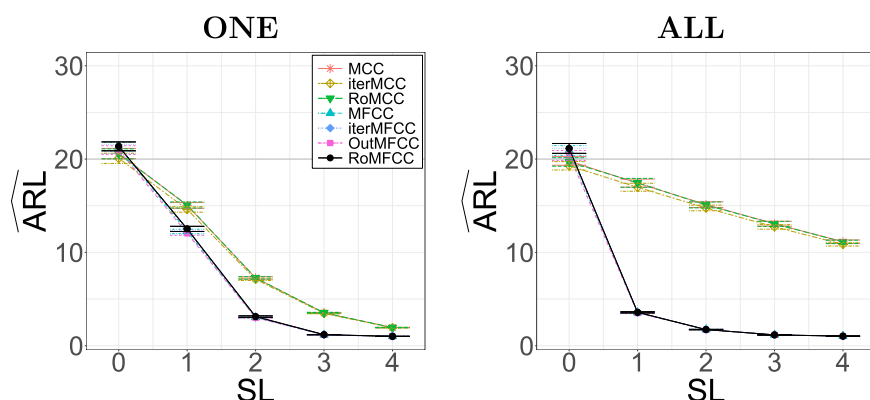 ONE
ALL
30
20
10
0
ARL
MCC
iterMCC
RoMCC
MFCC
iterMFCC
OutMFCC
RoMFCC
0 1 2 3 4
SL
30
20
10
0
ARL
0 1 2 3 4
SL